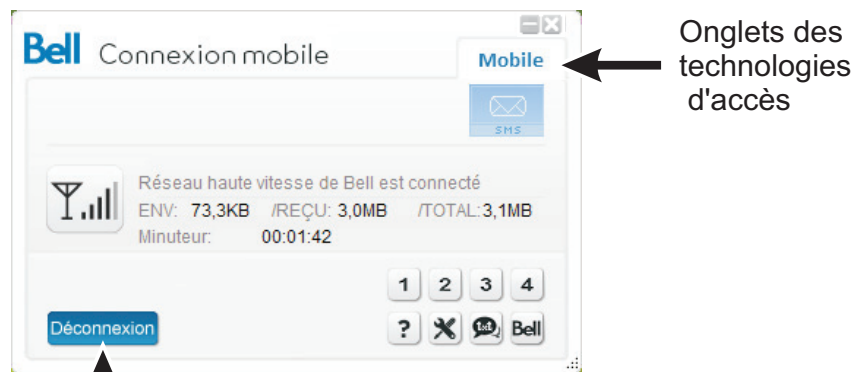 Bell Connexion mobile
Mobile
Onglets des
technologies
d'accès
SMS
Réseau haute vitesse de Bell est connecté
ENV: 73,3KB /REÇU: 3,0MB /TOTAL:3,1MB
Minuteur: 00:01:42
1 2 3 4
Déconnexion
? 1x1 Bell